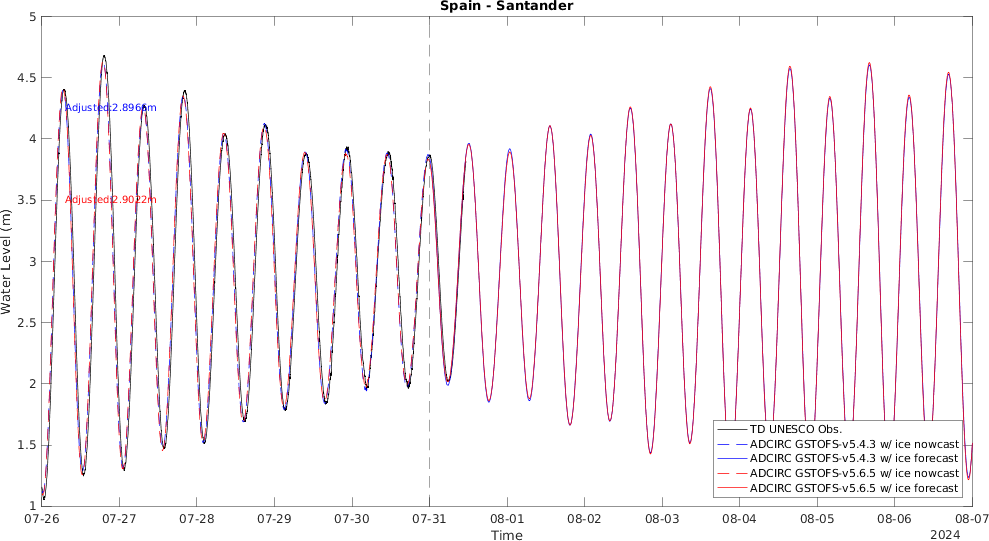 Spain - Santander
5
4.5
4
3.5
3
2.5
2
1.5
1
Water Level (m)
Adjusted:2.8966m
Adjusted:2.9022m
TD UNESCO Obs.
ADCIRC GSTOFS-v5.4.3 w/ ice nowcast
ADCIRC GSTOFS-v5.4.3 w/ ice forecast
ADCIRC GSTOFS-v5.6.5 w/ ice nowcast
ADCIRC GSTOFS-v5.6.5 w/ ice forecast
07-26 07-27 07-28 07-29 07-30 07-31 08-01 08-02 08-03 08-04 08-05 08-06 08-07
Time
2024